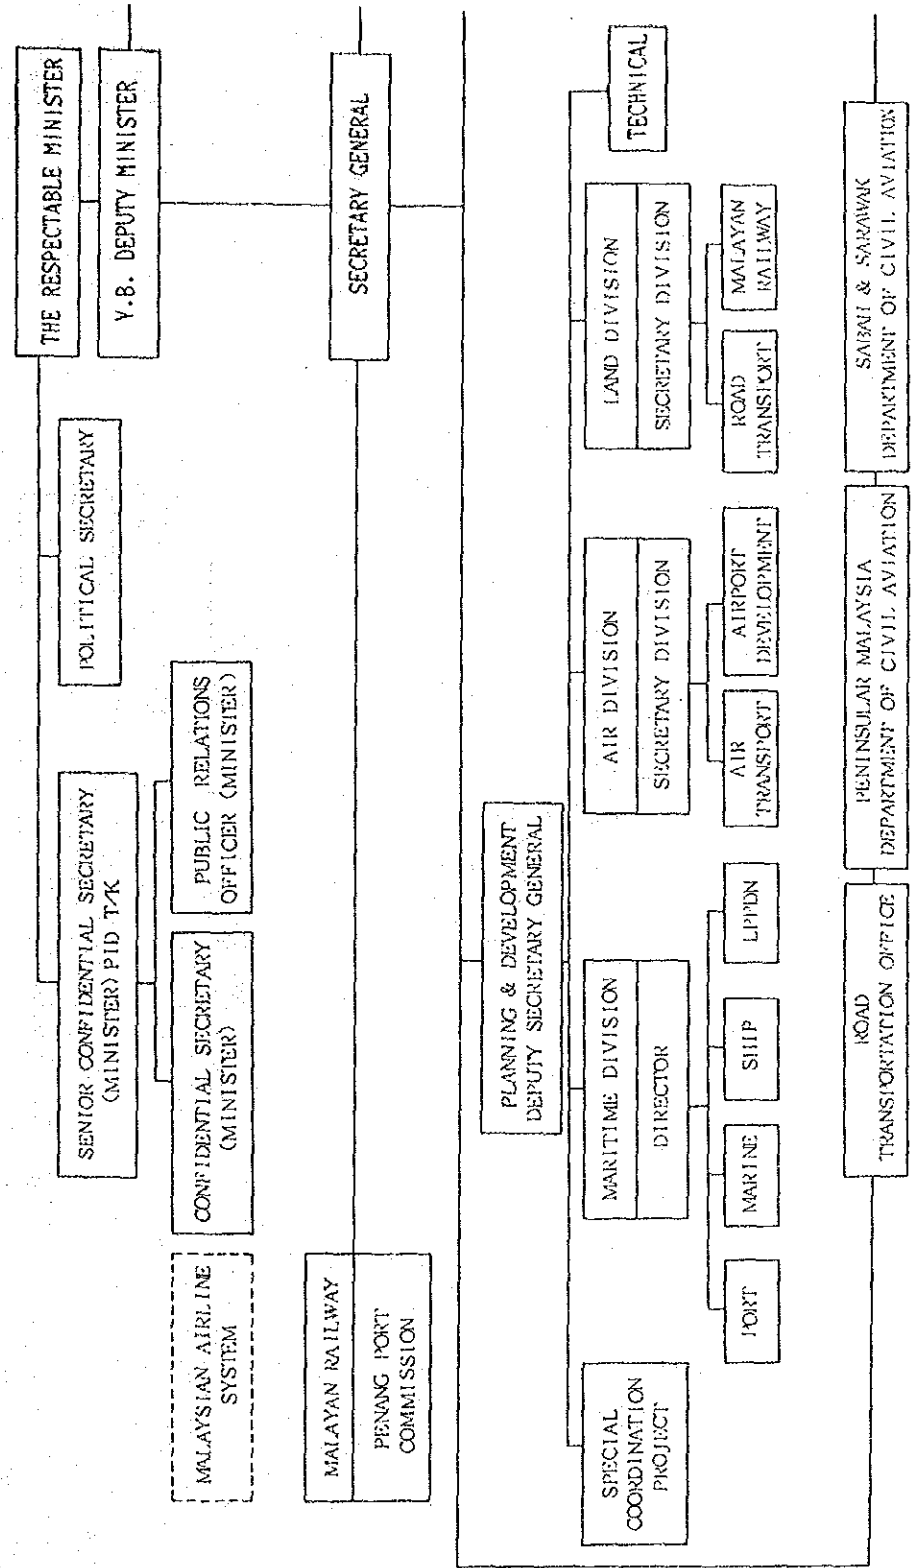 THE RESPECTABLE MINISTER
Y.B. DEPUTY MINISTER
POLITICAL SECRETARY
SENIOR CONFIDENTIAL SECRETARY
(MINISTER) PID T/K
CONFIDENTIAL SECRETARY
(MINISTER)
PUBLIC RELATIONS
OFFICER (MINISTER)
MALAYSIAN AIRLINE
SYSTEM
SECRETARY GENERAL
MALAYAN RAILWAY
PENANG PORT
COMMISSION
PLANNING & DEVELOPMENT
DEPUTY SECRETARY GENERAL
SPECIAL
COORDINATION
PROJECT
MARITIME DIVISION
DIRECTOR
PORT
MARINE
SHIP
LPPDN
AIR DIVISION
SECRETARY DIVISION
AIR
TRANSPORT
AIRPORT
DEVELOPMENT
LAND DIVISION
SECRETARY DIVISION
ROAD
TRANSPORT
MALAYAN
RAILWAY
TECHNICAL
ROAD
TRANSPORTATION OFFICE
PENINSULAR MALAYSIA
DEPARTMENT OF CIVIL AVIATION
SABAH & SARAWAK
DEPARTMENT OF CIVIL AVIATION